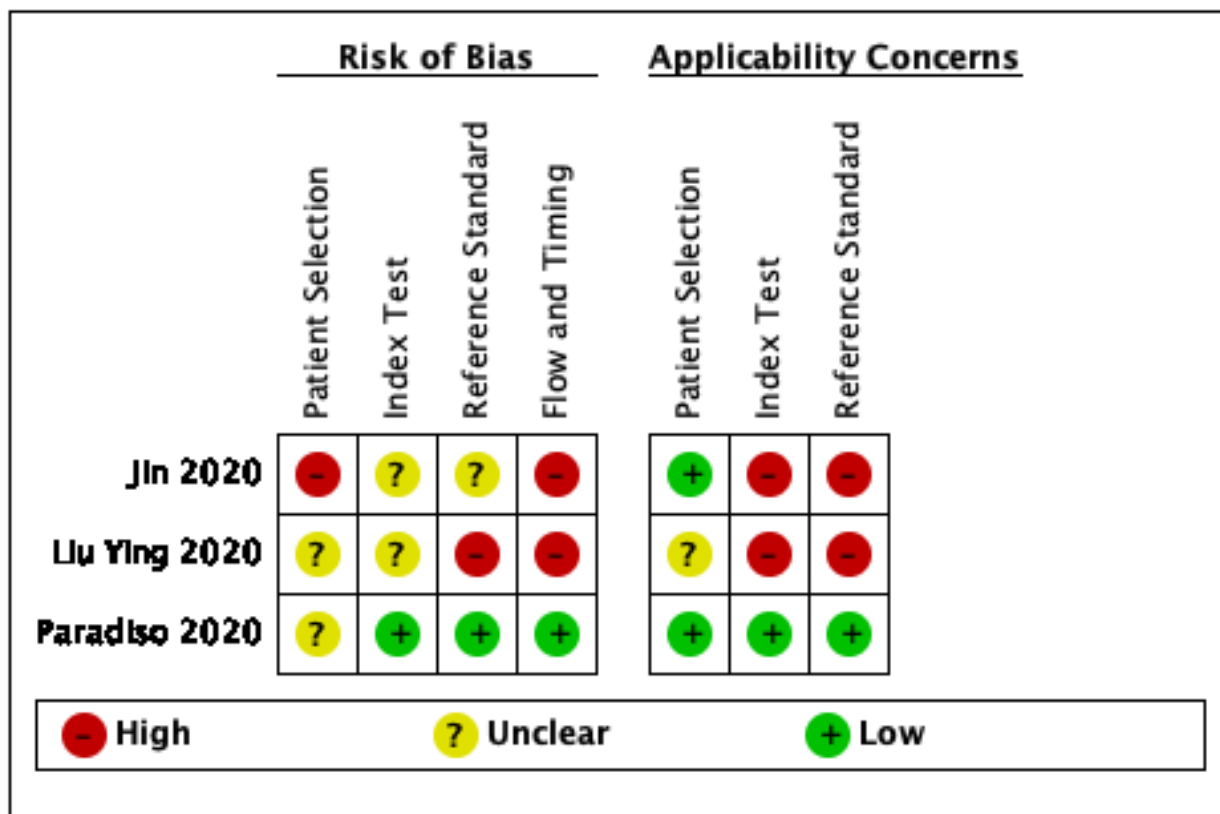 Risk of Bias Applicability Concerns
Patient Selection
Index Test
Reference Standard
Flow and Timing
Patient Selection
Index Test
Reference Standard
Jin 2020 - ? ? - + - -
Liu Ying 2020 ? ? - - ? - -
Paradiso 2020 ? + + + + + +
- High ? Unclear + Low